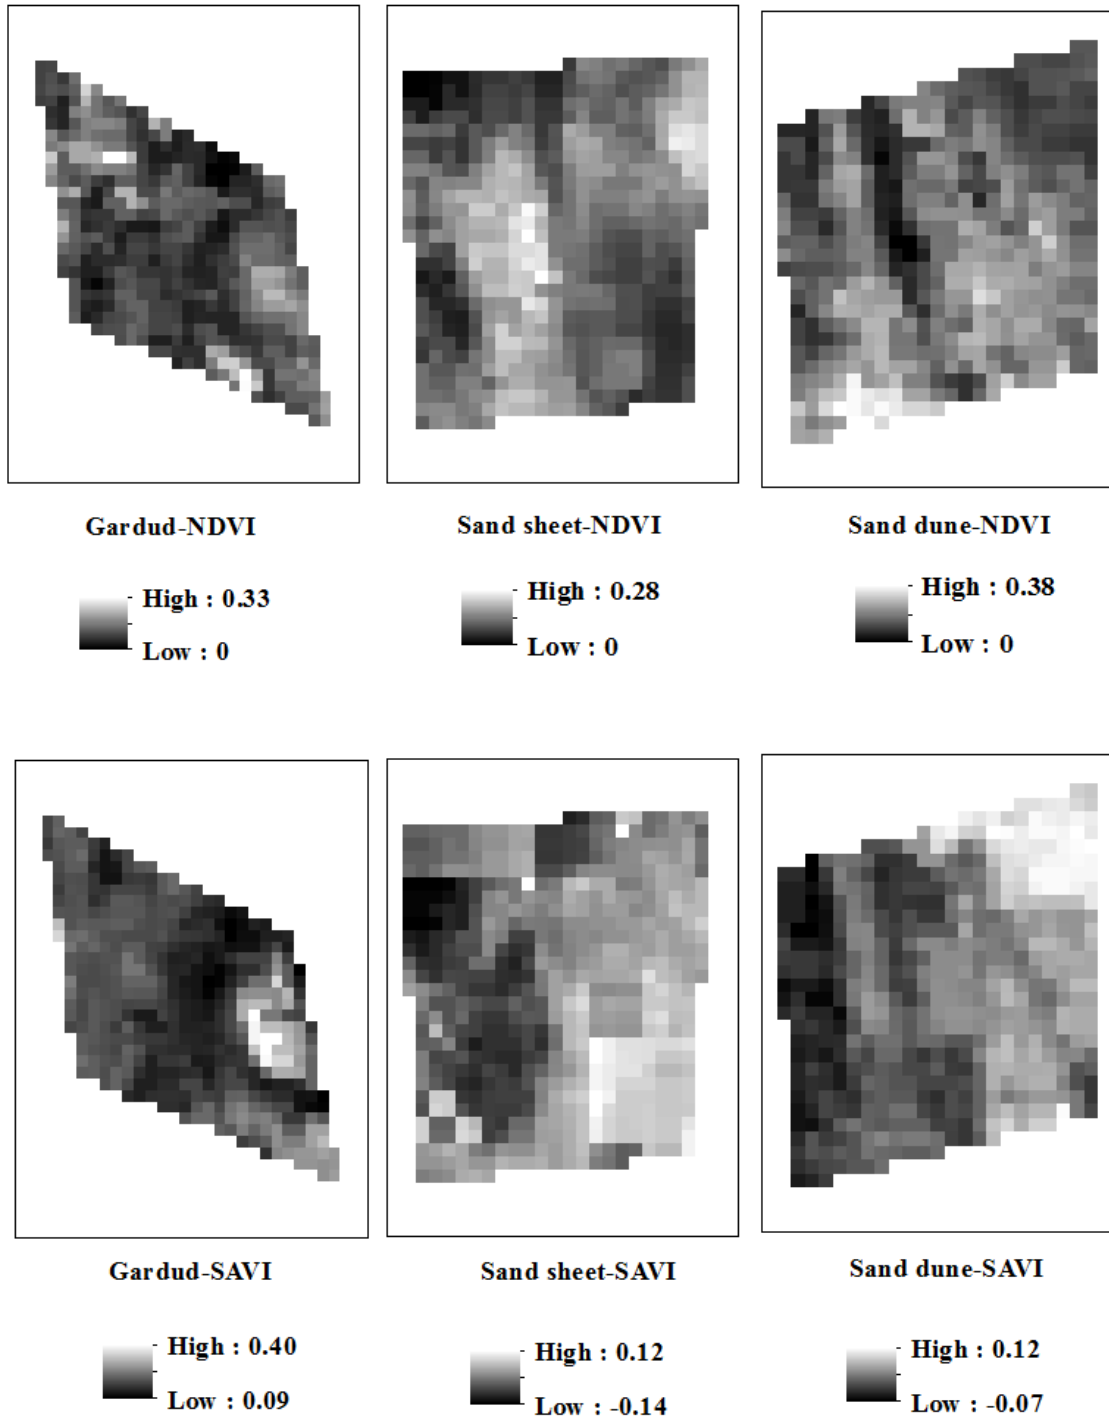 Gardud-NDVI
Sand sheet-NDVI
Sand dune-NDVI
High : 0.33
Low : 0
High : 0.28
Low : 0
High : 0.38
Low : 0
Gardud-SAVI
Sand sheet-SAVI
Sand dune-SAVI
High : 0.40
Low : 0.09
High : 0.12
Low : -0.14
High : 0.12
Low : -0.07